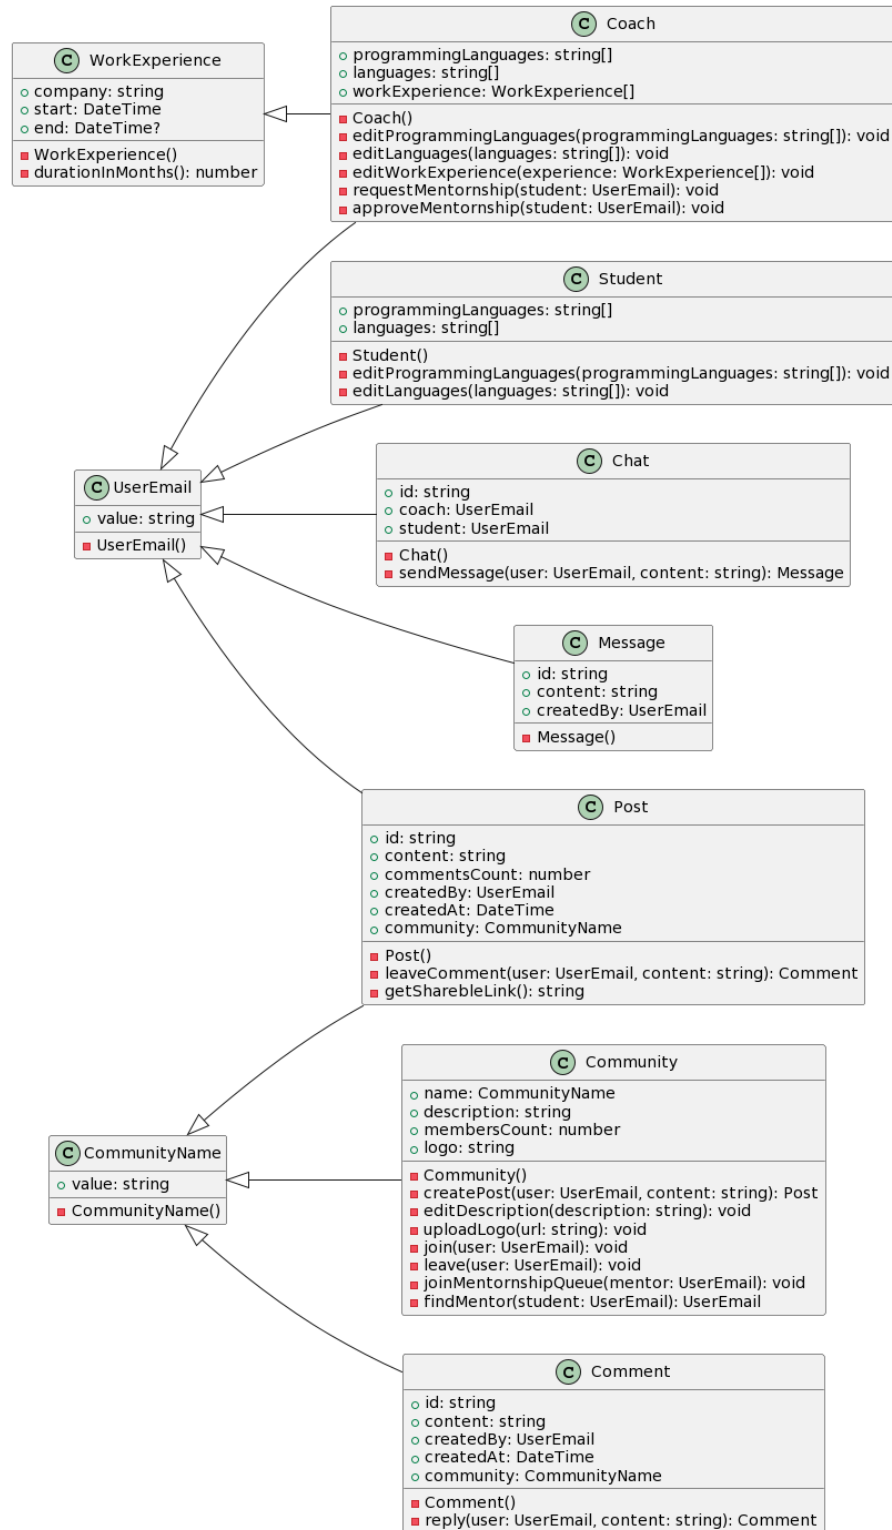 C Coach
programmingLanguages: string[]
languages: string[]
workExperience: WorkExperience[]
Coach()
editProgrammingLanguages(programmingLanguages: string[]): void
editLanguages(languages: string[]): void
editWorkExperience(experience: WorkExperience[]): void
requestMentornship(student: UserEmail): void
approveMentornship(student: UserEmail): void
C WorkExperience
company: string
start: DateTime
end: DateTime?
WorkExperience()
durationInMonths(): number
C Student
programmingLanguages: string[]
languages: string[]
Student()
editProgrammingLanguages(programmingLanguages: string[]): void
editLanguages(languages: string[]): void
C UserEmail
value: string
UserEmail()
C Chat
id: string
coach: UserEmail
student: UserEmail
Chat()
sendMessage(user: UserEmail, content: string): Message
C Message
id: string
content: string
createdBy: UserEmail
Message()
C Post
id: string
content: string
commentsCount: number
createdBy: UserEmail
createdAt: DateTime
community: CommunityName
Post()
leaveComment(user: UserEmail, content: string): Comment
getSharebleLink(): string
C CommunityName
value: string
CommunityName()
C Community
name: CommunityName
description: string
membersCount: number
logo: string
Community()
createPost(user: UserEmail, content: string): Post
editDescription(description: string): void
uploadLogo(url: string): void
join(user: UserEmail): void
leave(user: UserEmail): void
joinMentornshipQueue(mentor: UserEmail): void
findMentor(student: UserEmail): UserEmail
C Comment
id: string
content: string
createdBy: UserEmail
createdAt: DateTime
community: CommunityName
Comment()
reply(user: UserEmail, content: string): Comment